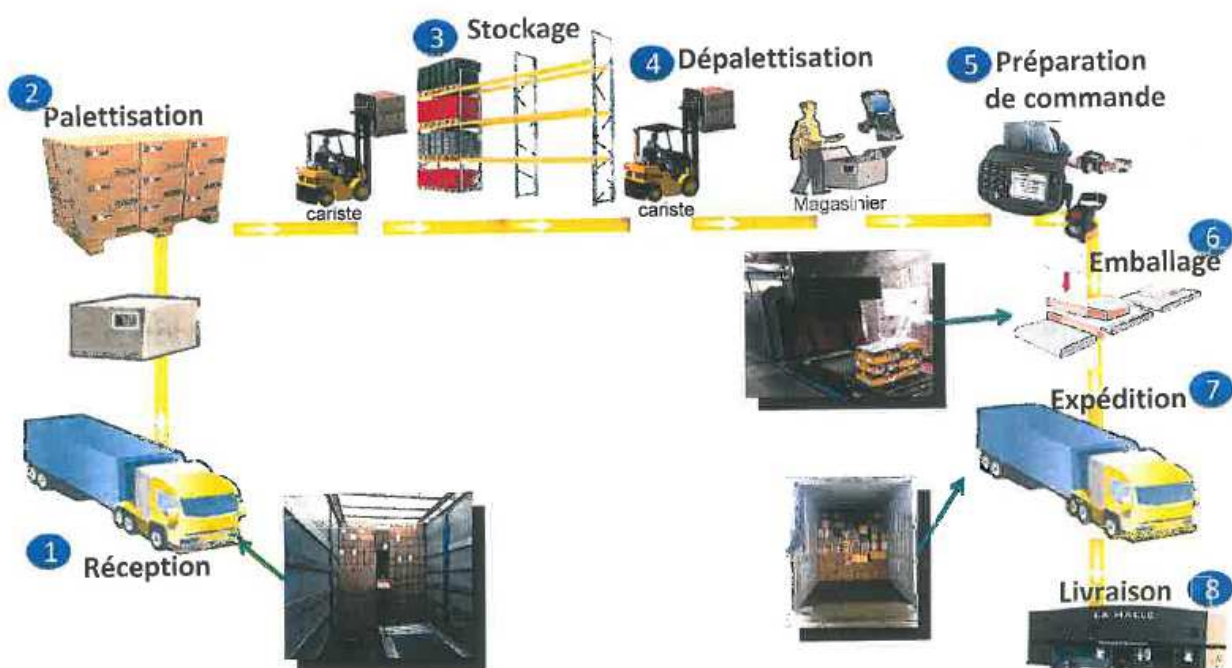 1
Réception
2
Palettisation
cariste
3
Stockage
4
Dépalettisation
cariste
Magasinier
5
Préparation
de commande
6
Emballage
7
Expédition
8
Livraison
LA HALLE